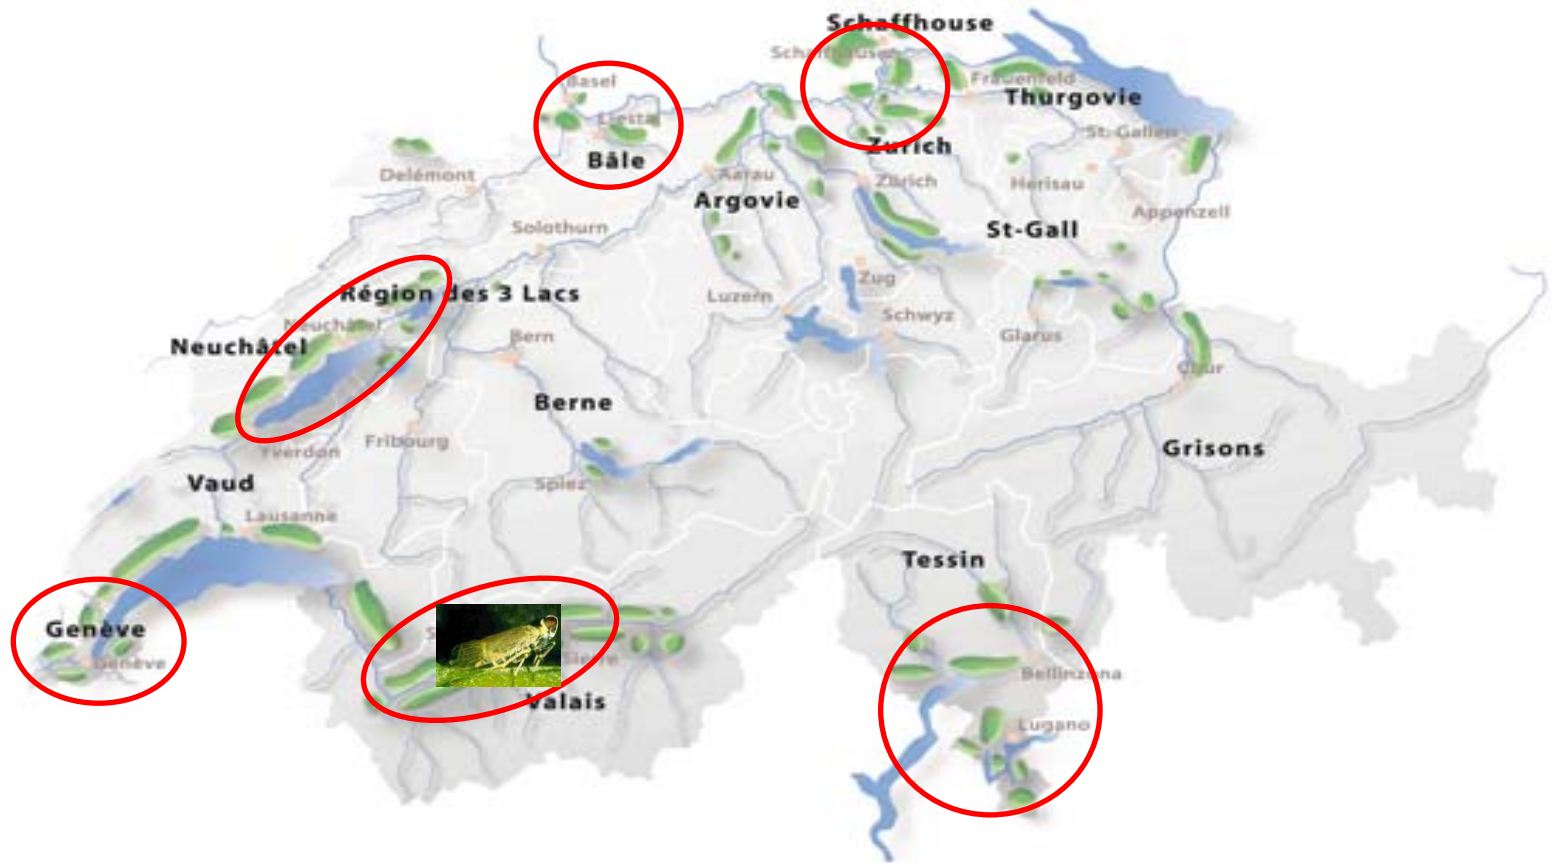 Schaffhouse
Schaffhausen
Basel
Frauenfeld
Thurgovie
Liestal
St. Gallen
Zurich
Bâle
Delémont
Aarau
Zürich
Herisau
Argovie
Appenzell
Solothurn
St-Gall
Zug
Région des 3 Lacs
Luzern
Schwyz
Neuchâtel
Bern
Glarus
Neuchâtel
Chur
Berne
Fribourg
Grisons
Yverdon
Vaud
Spiez
Lausanne
Tessin
Genève
Sierre
Genève
Bellinzona
Valais
Lugano